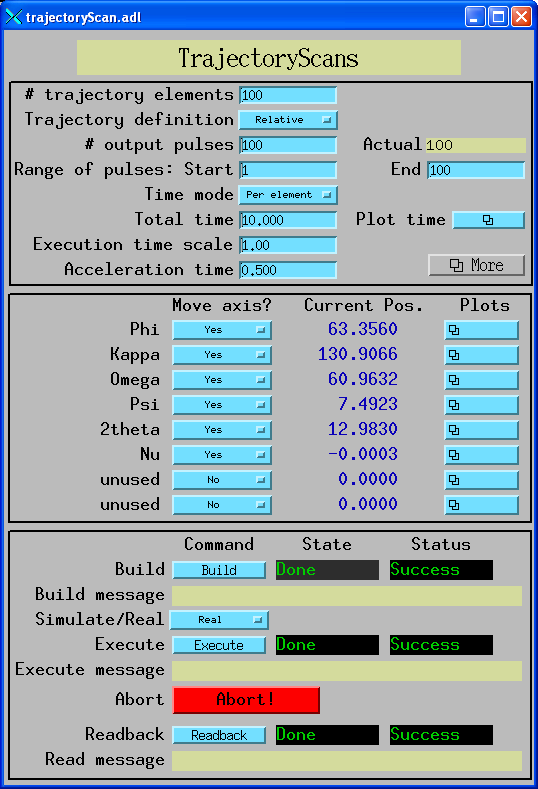 trajectoryScan.adl
TrajectoryScans
# trajectory elements 100
Trajectory definition Relative
# output pulses 100 Actual 100
Range of pulses: Start 1 End 100
Time mode Per element
Total time 10.000 Plot time
Execution time scale 1.00
Acceleration time 0.500 More
Move axis? Current Pos. Plots
Phi Yes 63.3560
Kappa Yes 130.9066
Omega Yes 60.9632
Psi Yes 7.4923
2theta Yes 12.9830
Nu Yes -0.0003
unused No 0.0000
unused No 0.0000
Command State Status
Build Build Done Success
Build message
Simulate/Real Real
Execute Execute Done Success
Execute message
Abort Abort!
Readback Readback Done Success
Read message